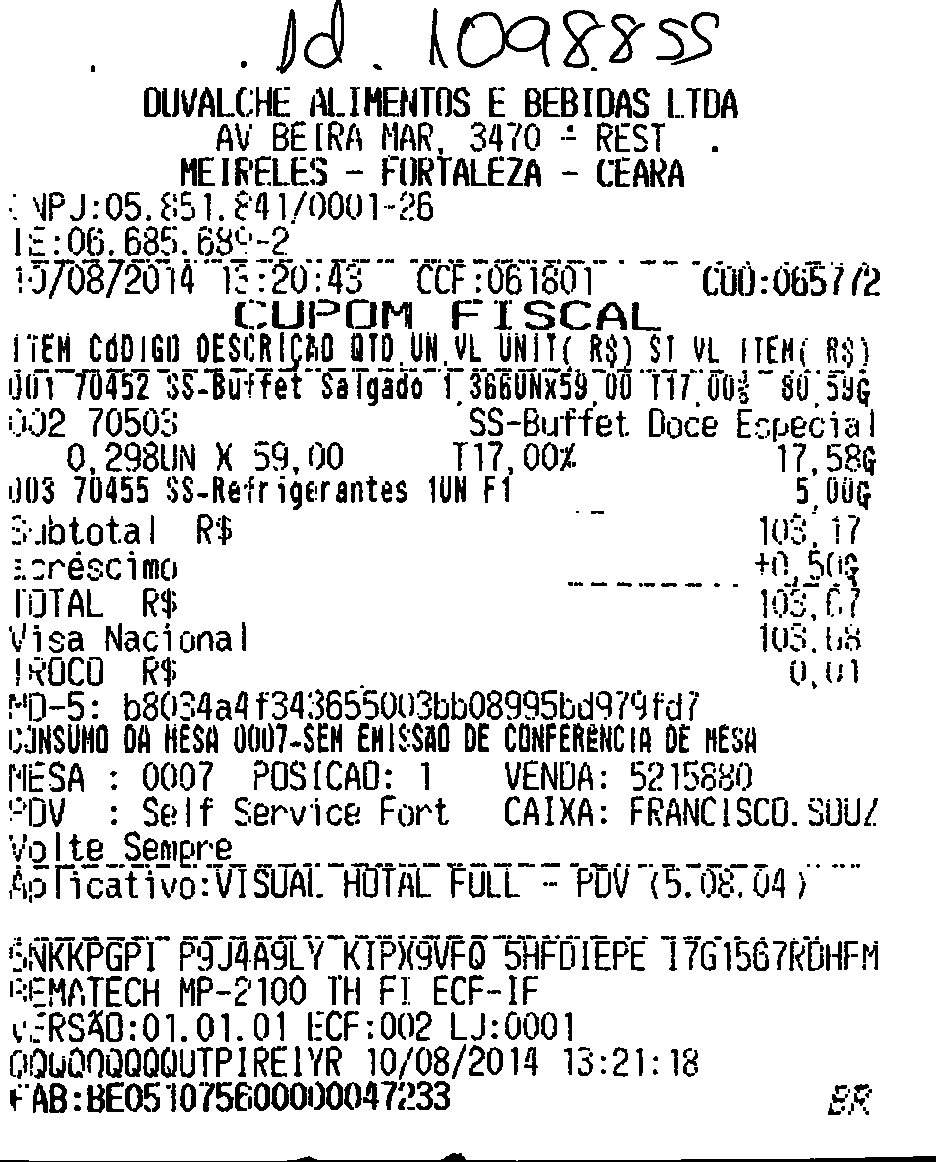 . Id. 1098855
DUVALCHE ALIMENTOS E BEBIDAS LTDA
AV BEIRA MAR, 3470 - REST
MEIRELES - FORTALEZA - CEARA
CNPJ:05.851.841/0001-26
IE:06.685.689-2
10/08/2014 13:20:43 CCF:061801 COO:065772
CUPOM FISCAL
ITEM CÓDIGO DESCRIÇÃO QTD.UN.VL UNIT( R$) ST VL ITEM( R$)
001 70452 SS-Buffet Salgado 1,366UNX59,00 T17,00% 80,59G
002 70503 SS-Buffet Doce Especial
0,298UN X 59,00 T17,00% 17,58G
003 70455 SS-Refrigerantes 1UN F1 5,00G
Subtotal R$ 103,17
acréscimo +0,50G
TOTAL R$ 103,67
Visa Nacional 103,68
TROCO R$ 0,01
MD-5: b8034a4f343655003bb08995bd979fd7
CONSUMO DA MESA 0007-SEM EMISSAO DE CONFERENCIA DE MESA
MESA : 0007 POSICAO: 1 VENDA: 5215880
PDV : Self Service Fort CAIXA: FRANCISCO.SOUZ
Volte Sempre
Aplicativo:VISUAL HOTAL FULL - PDV (5.08.04)
SNKKPGPI P9J4A9LY KIPX9VFQ 5HFDIEPE I7G1567RDHFM
BEMATECH MP-2100 TH FI ECF-IF
VERSÃO:01.01.01 ECF:002 LJ:0001
QQQQQQQQQUTPIREIYR 10/08/2014 13:21:18
FAB:BE051075600000047233 BR